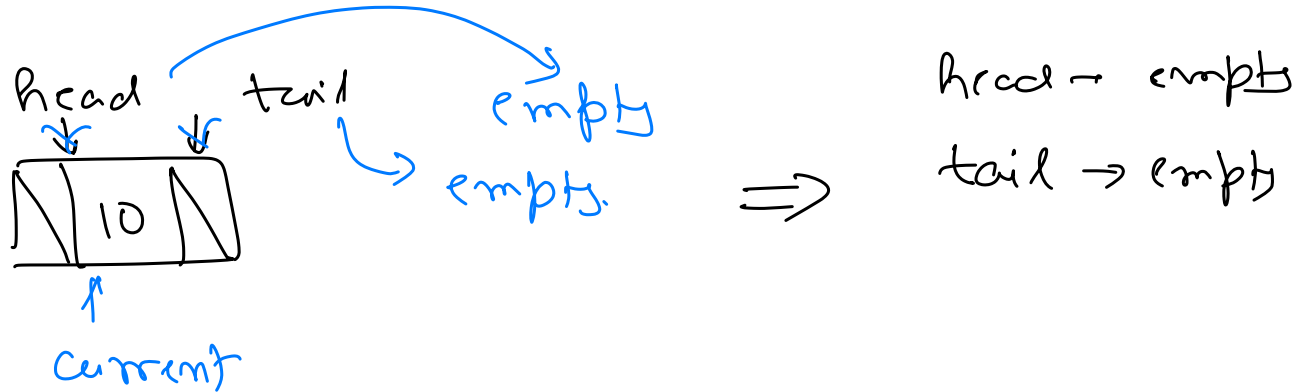 head tail empty
empty.
10
current
head → empty
tail → empty